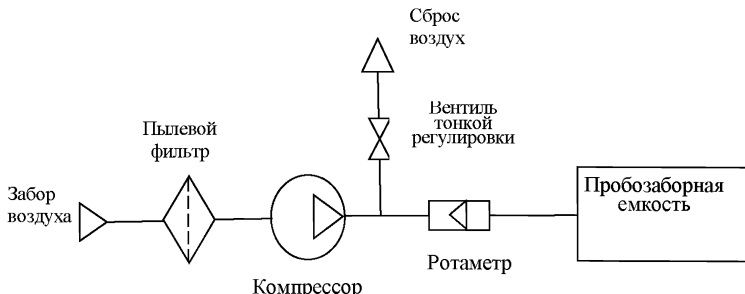 Сброс
воздух
Вентиль
тонкой
регулировки
Пылевой
фильтр
Забор
воздуха
Пробозаборная
емкость
Ротаметр
Компрессор